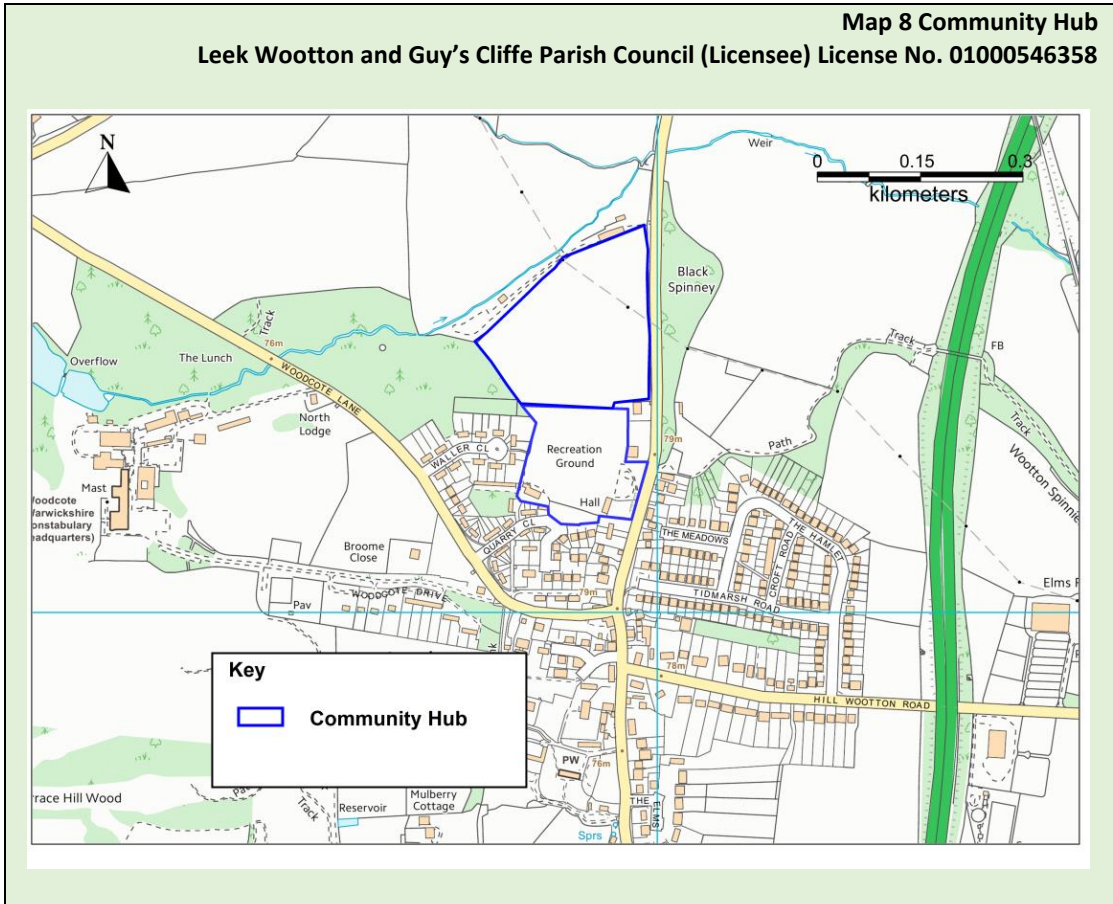 Map 8 Community Hub
Leek Wootton and Guy's Cliffe Parish Council (Licensee) License No. 01000546358
N
Weir
0 0.15 0.3
kilometers
Black
Spinney
Track
Track
FB
Overflow
The Lunch
76m
WOODCOTE LANE
North
Lodge
Recreation
Ground
79m
Path
Track
Wootton Spinnie
WALLER CL
Mast
Hall
Woodcote
Warwickshire
onstabulary
eadquarters)
QUARRY CL
THE MEADOWS
THE HAMLET
CROFT ROAD
Broome
Close
TIDMARSH ROAD
Elms F
WOODCOTE DRIVE
79m
Pav
78m
HILL WOOTTON ROAD
Key
Community Hub
PW
76m
rrace Hill Wood
Track
Reservoir
Mulberry
Cottage
THE
ELMS
Sprs